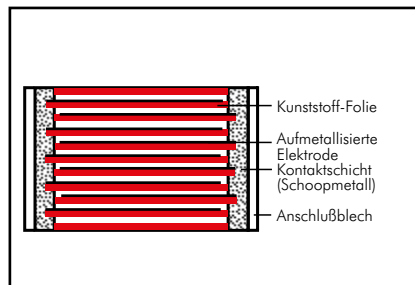 Kunststoff-Folie
Aufmetallisierte
Elektrode
Kontaktschicht
(Schoopmetall)
Anschlußblech